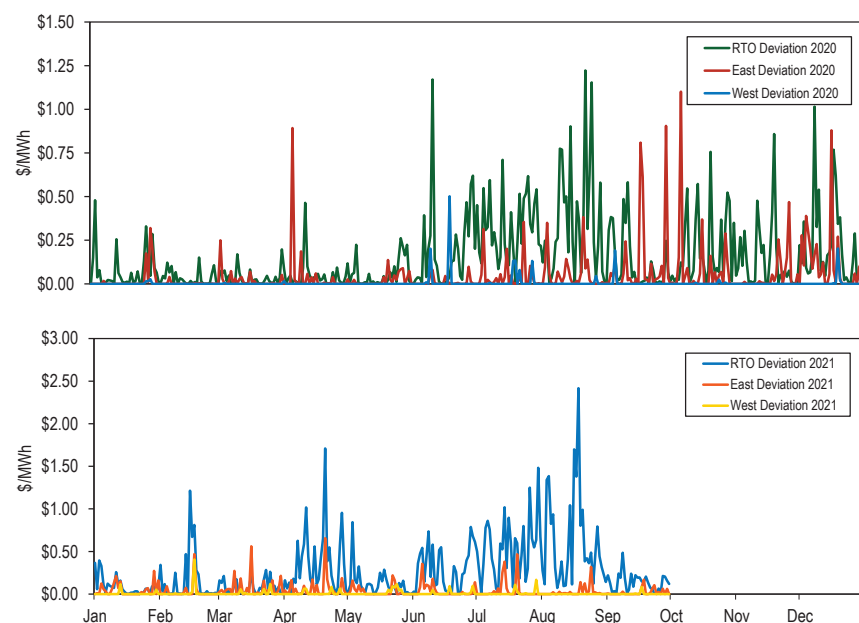 $1.50
$1.25
$1.00
$0.75
$0.50
$0.25
$0.00
$/MWh
RTO Deviation 2020
East Deviation 2020
West Deviation 2020
$3.00
$2.50
$2.00
$1.50
$1.00
$0.50
$0.00
$/MWh
RTO Deviation 2021
East Deviation 2021
West Deviation 2021
Jan Feb Mar Apr May Jun Jul Aug Sep Oct Nov Dec